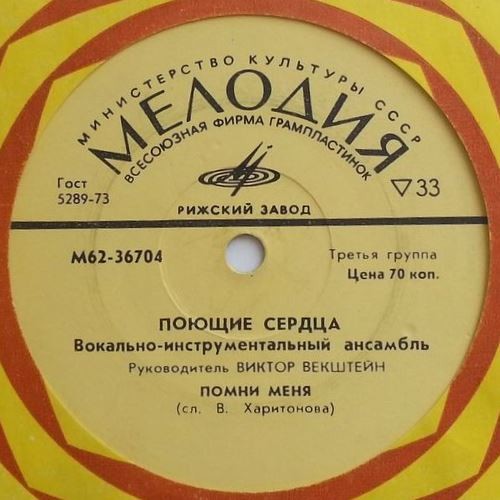 МИНИСТЕРСТВО КУЛЬТУРЫ СССР
МЕЛОДИЯ
ВСЕСОЮЗНАЯ ФИРМА ГРАМПЛАСТИНОК
Гост
5289-73
▽33
РИЖСКИЙ ЗАВОД
М62-36704
Третья группа
Цена 70 коп.
ПОЮЩИЕ СЕРДЦА
Вокально-инструментальный ансамбль
Руководитель ВИКТОР ВЕКШТЕЙН
ПОМНИ МЕНЯ
(сл. В. Харитонова)